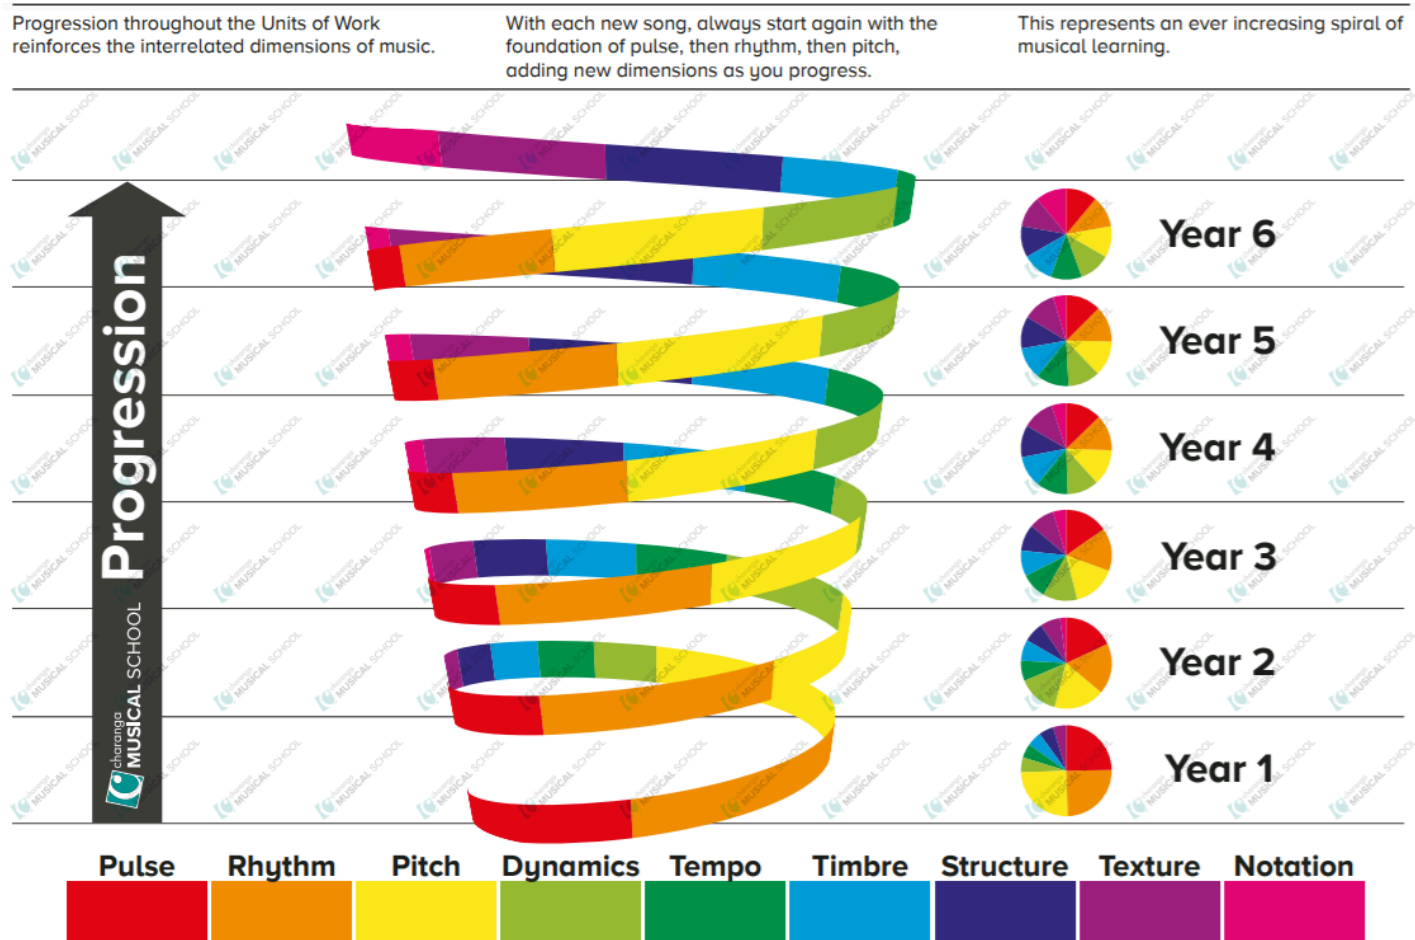 Progression throughout the Units of Work
reinforces the interrelated dimensions of music.
With each new song, always start again with the
foundation of pulse, then rhythm, then pitch,
adding new dimensions as you progress.
This represents an ever increasing spiral of
musical learning.
Progression
charanga
MUSICAL SCHOOL
Year 6
Year 5
Year 4
Year 3
Year 2
Year 1
Pulse
Rhythm
Pitch
Dynamics
Tempo
Timbre
Structure
Texture
Notation